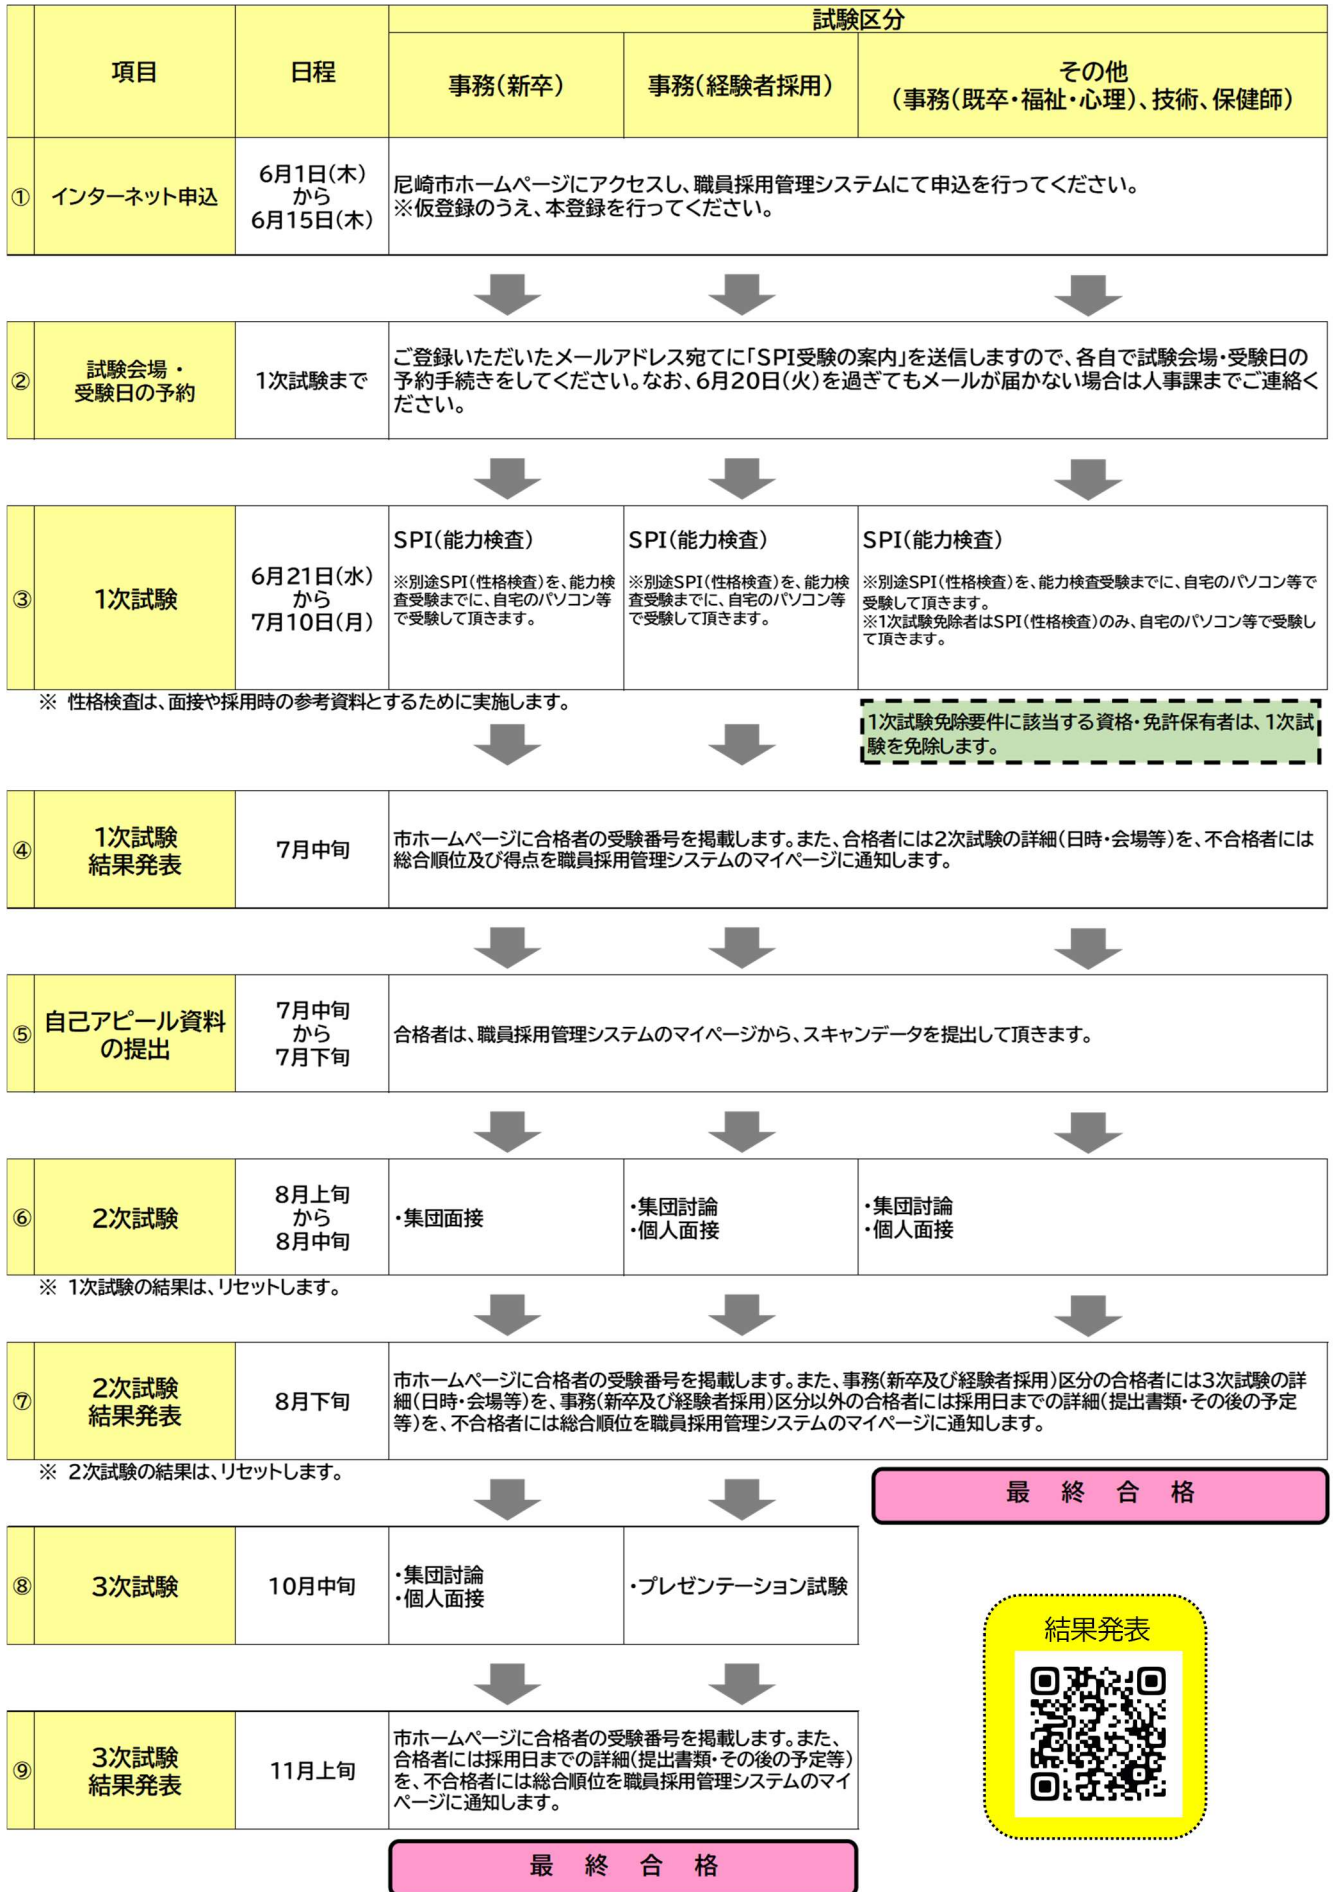 試験区分
項目
日程
事務(新卒)
事務(経験者採用)
その他
(事務(既卒・福祉・心理)、技術、保健師)
①
インターネット申込
6月1日(木)
から
6月15日(木)
尼崎市ホームページにアクセスし、職員採用管理システムにて申込を行ってください。
※仮登録のうえ、本登録を行ってください。
②
試験会場・
受験日の予約
1次試験まで
ご登録いただいたメールアドレス宛てに「SPI受験の案内」を送信しますので、各自で試験会場・受験日の
予約手続きをしてください。なお、6月20日(火)を過ぎてもメールが届かない場合は人事課までご連絡く
ださい。
③
1次試験
6月21日(水)
から
7月10日(月)
SPI(能力検査)
※別途SPI(性格検査)を、能力検
査受験までに、自宅のパソコン等
で受験して頂きます。
SPI(能力検査)
※別途SPI(性格検査)を、能力検
査受験までに、自宅のパソコン等
で受験して頂きます。
SPI(能力検査)
※別途SPI(性格検査)を、能力検査受験までに、自宅のパソコン等で
受験して頂きます。
※1次試験免除者はSPI(性格検査)のみ、自宅のパソコン等で受験し
て頂きます。
※ 性格検査は、面接や採用時の参考資料とするために実施します。
1次試験免除要件に該当する資格・免許保有者は、1次試
験を免除します。
④
1次試験
結果発表
7月中旬
市ホームページに合格者の受験番号を掲載します。また、合格者には2次試験の詳細(日時・会場等)を、不合格者には
総合順位及び得点を職員採用管理システムのマイページに通知します。
⑤
自己アピール資料
の提出
7月中旬
から
7月下旬
合格者は、職員採用管理システムのマイページから、スキャンデータを提出して頂きます。
⑥
2次試験
8月上旬
から
8月中旬
・集団面接
・集団討論
・個人面接
・集団討論
・個人面接
※ 1次試験の結果は、リセットします。
⑦
2次試験
結果発表
8月下旬
市ホームページに合格者の受験番号を掲載します。また、事務(新卒及び経験者採用)区分の合格者には3次試験の詳
細(日時・会場等)を、事務(新卒及び経験者採用)区分以外の合格者には採用日までの詳細(提出書類・その後の予定
等)を、不合格者には総合順位を職員採用管理システムのマイページに通知します。
※ 2次試験の結果は、リセットします。
最 終 合 格
⑧
3次試験
10月中旬
・集団討論
・個人面接
・プレゼンテーション試験
結果発表
⑨
3次試験
結果発表
11月上旬
市ホームページに合格者の受験番号を掲載します。また、
合格者には採用日までの詳細(提出書類・その後の予定等)
を、不合格者には総合順位を職員採用管理システムのマイ
ページに通知します。
最 終 合 格